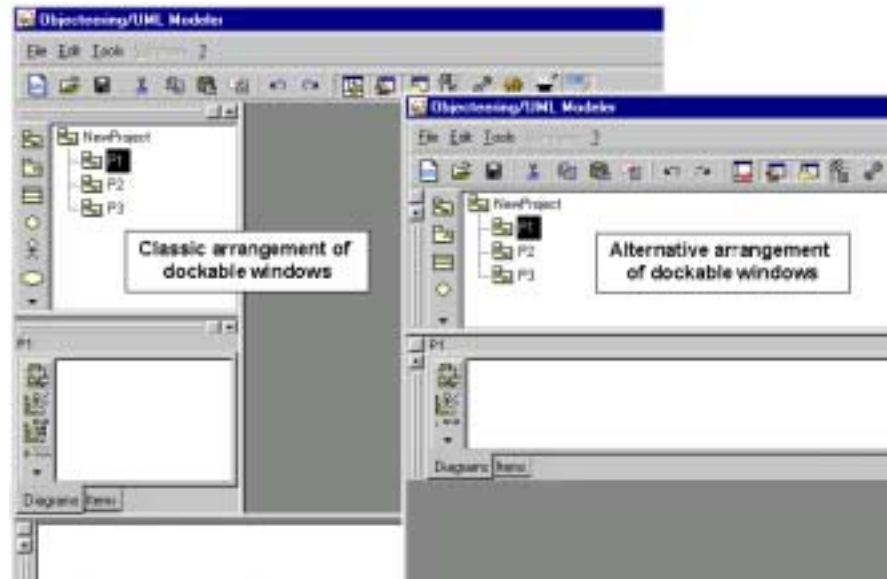 Objecteering/UML Modeler
File Edit Tools ?
NewProject
P1
P2
P3
Classic arrangement of
dockable windows
P1
Diagrams Items
Objecteering/UML Modeler
File Edit Tools ?
NewProject
P1
P2
P3
Alternative arrangement
of dockable windows
P1
Diagrams Items